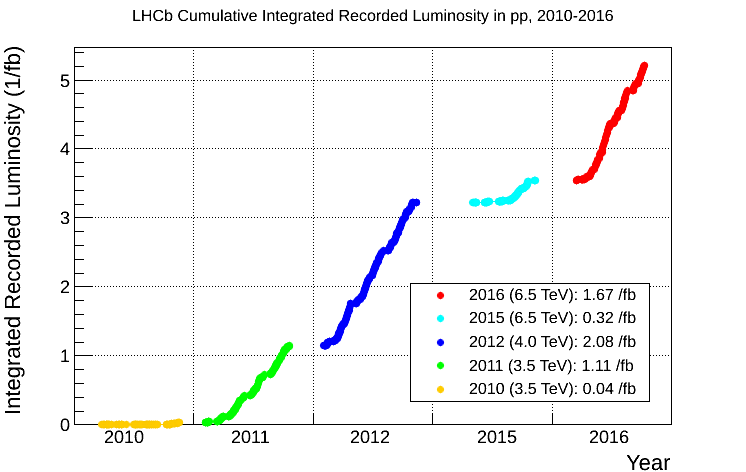 LHCb Cumulative Integrated Recorded Luminosity in pp, 2010-2016
Integrated Recorded Luminosity (1/fb)
5
4
3
2
1
0
2016 (6.5 TeV): 1.67 /fb
2015 (6.5 TeV): 0.32 /fb
2012 (4.0 TeV): 2.08 /fb
2011 (3.5 TeV): 1.11 /fb
2010 (3.5 TeV): 0.04 /fb
2010 2011 2012 2015 2016
Year